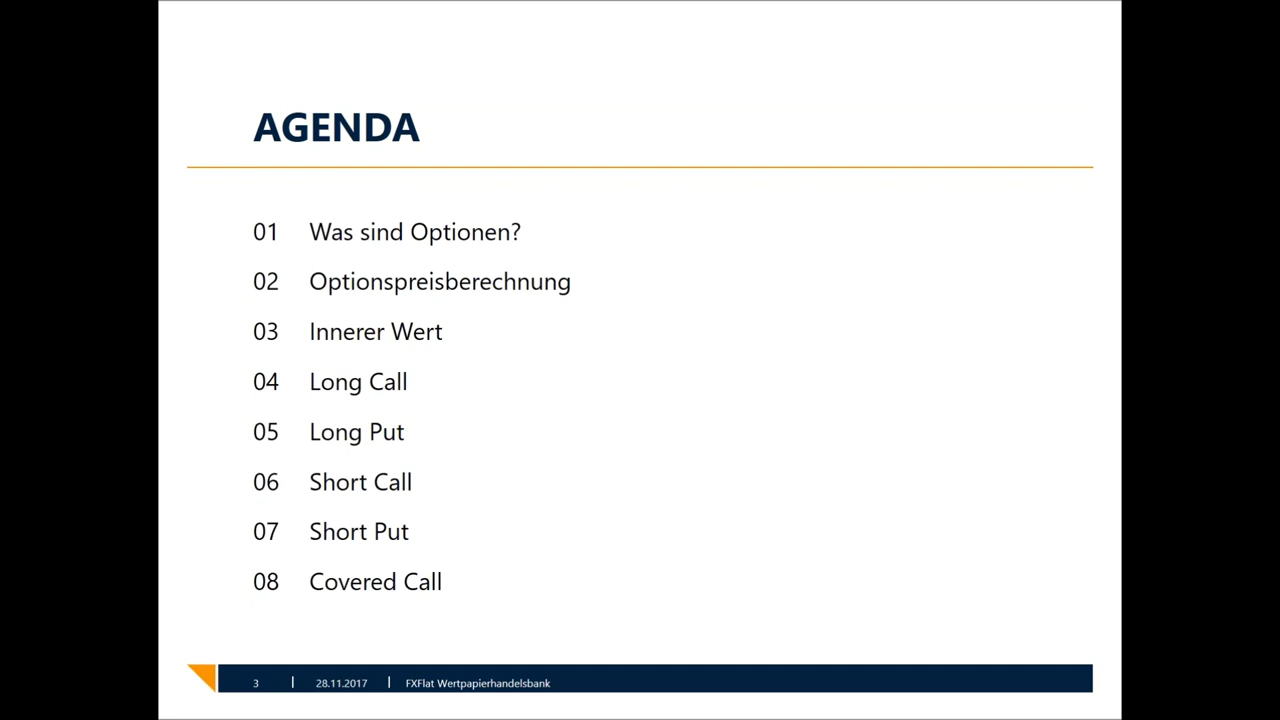 AGENDA
01 Was sind Optionen?
02 Optionspreisberechnung
03 Innerer Wert
04 Long Call
05 Long Put
06 Short Call
07 Short Put
08 Covered Call
3 | 28.11.2017 | FXFlat Wertpapierhandelsbank